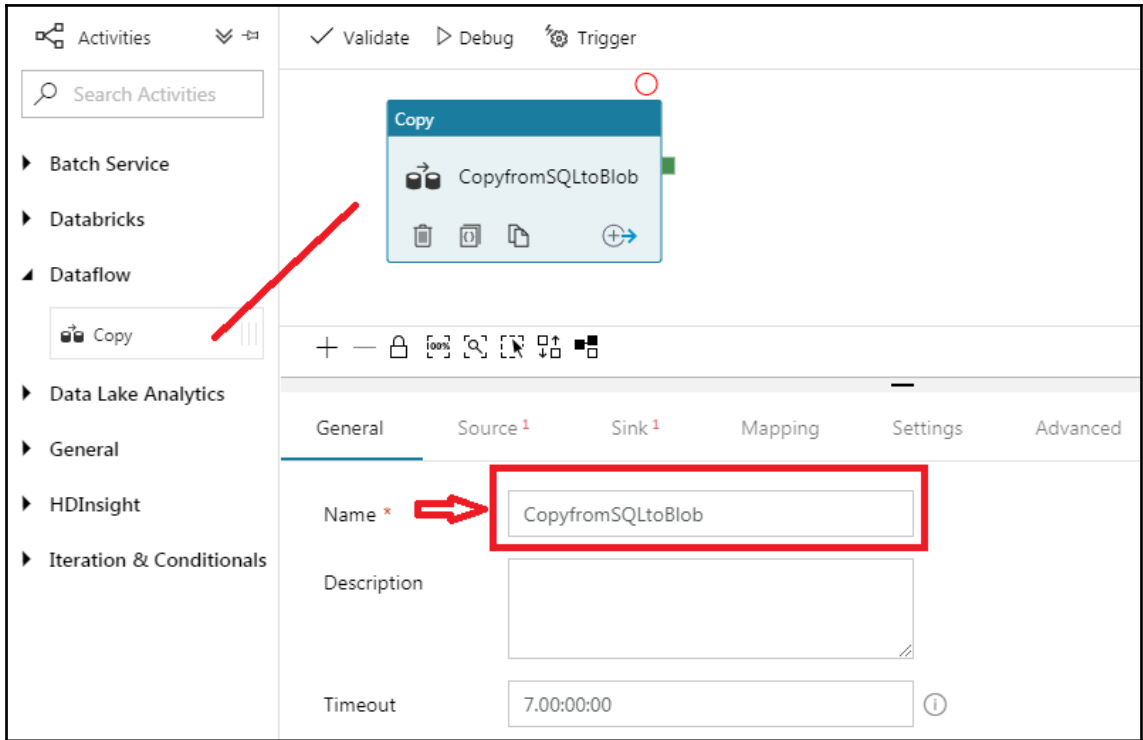 Activities
Search Activities
Batch Service
Databricks
Dataflow
Copy
Data Lake Analytics
General
HDInsight
Iteration & Conditionals
Validate Debug Trigger
Copy
CopyfromSQLtoBlob
100%
General Source 1 Sink 1 Mapping Settings Advanced
Name * CopyfromSQLtoBlob
Description
Timeout 7.00:00:00